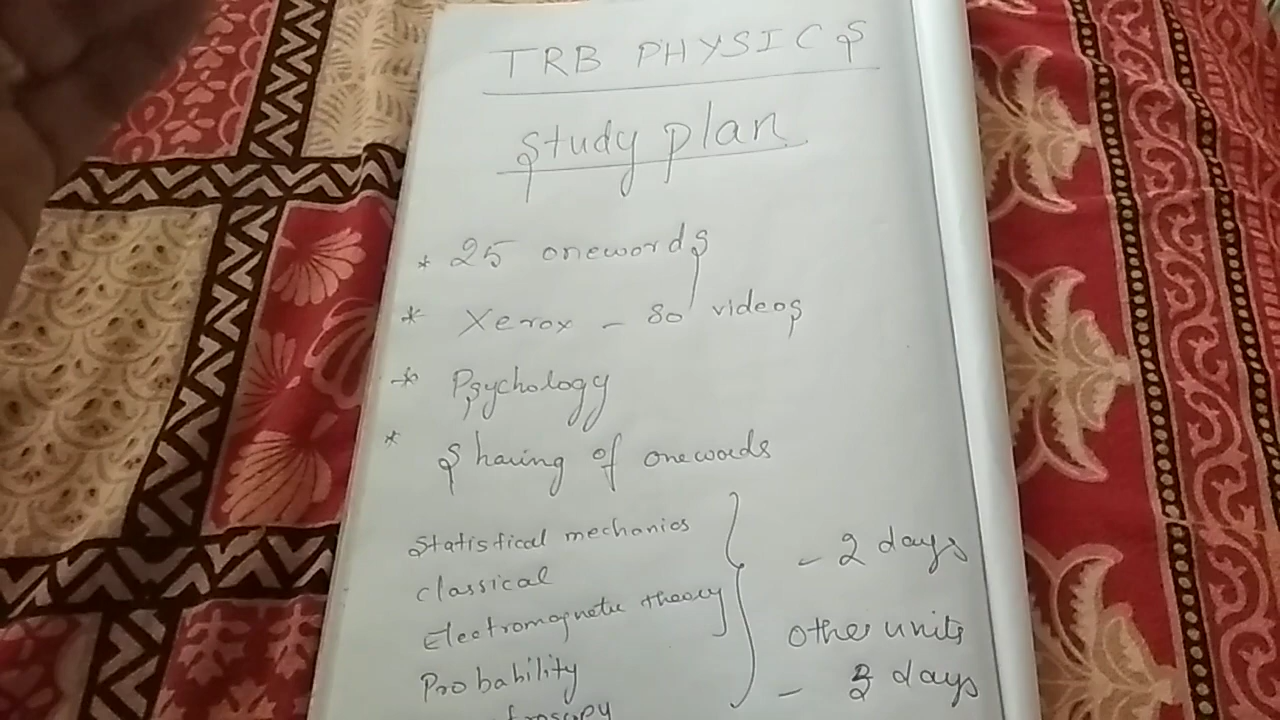 TRB PHYSICS
Study plan
* 25 onewords
* Xerox - 80 videos
* Psychology
* Sharing of onewords
Statistical mechanics
classical
Electromagnetic theory
- 2 days
Probability
other units
- 3 days